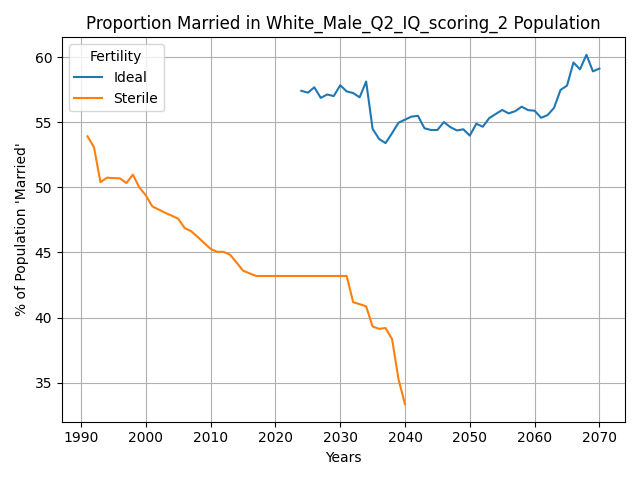 Proportion Married in White_Male_Q2_IQ_scoring_2 Population
Fertility
Ideal
Sterile
% of Population 'Married'
60
55
50
45
40
35
1990 2000 2010 2020 2030 2040 2050 2060 2070
Years